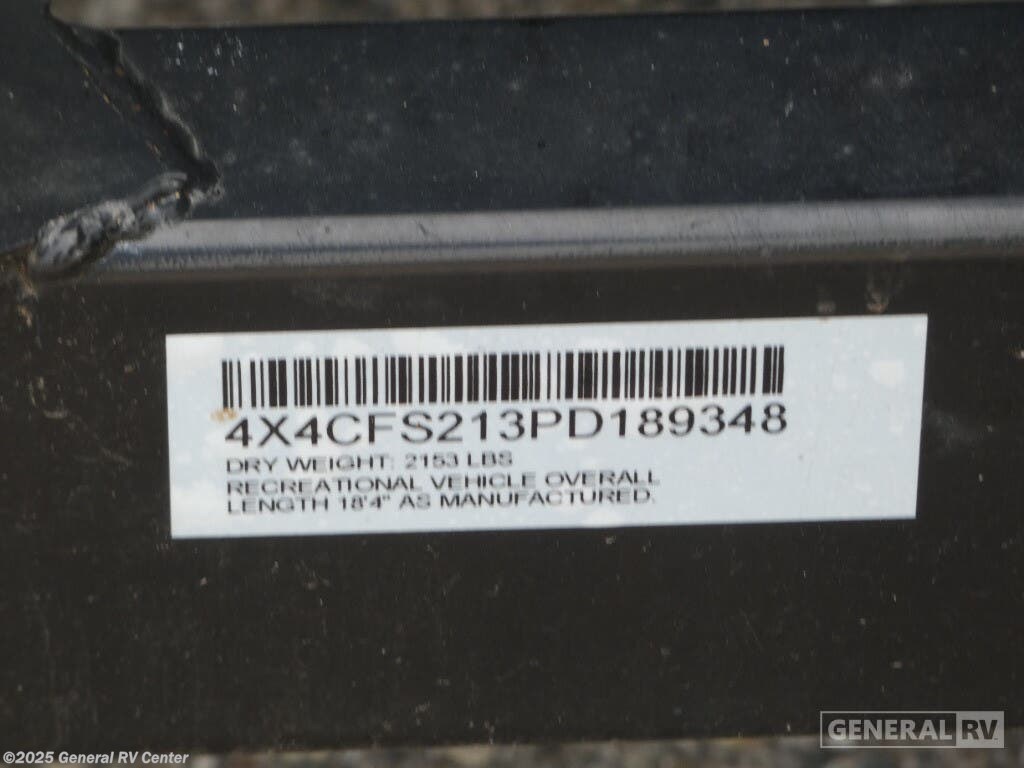 4X4CFS213PD189348
DRY WEIGHT: 2153 LBS
RECREATIONAL VEHICLE OVERALL
LENGTH 18'4" AS MANUFACTURED.
GENERAL RV
©2025 General RV Center